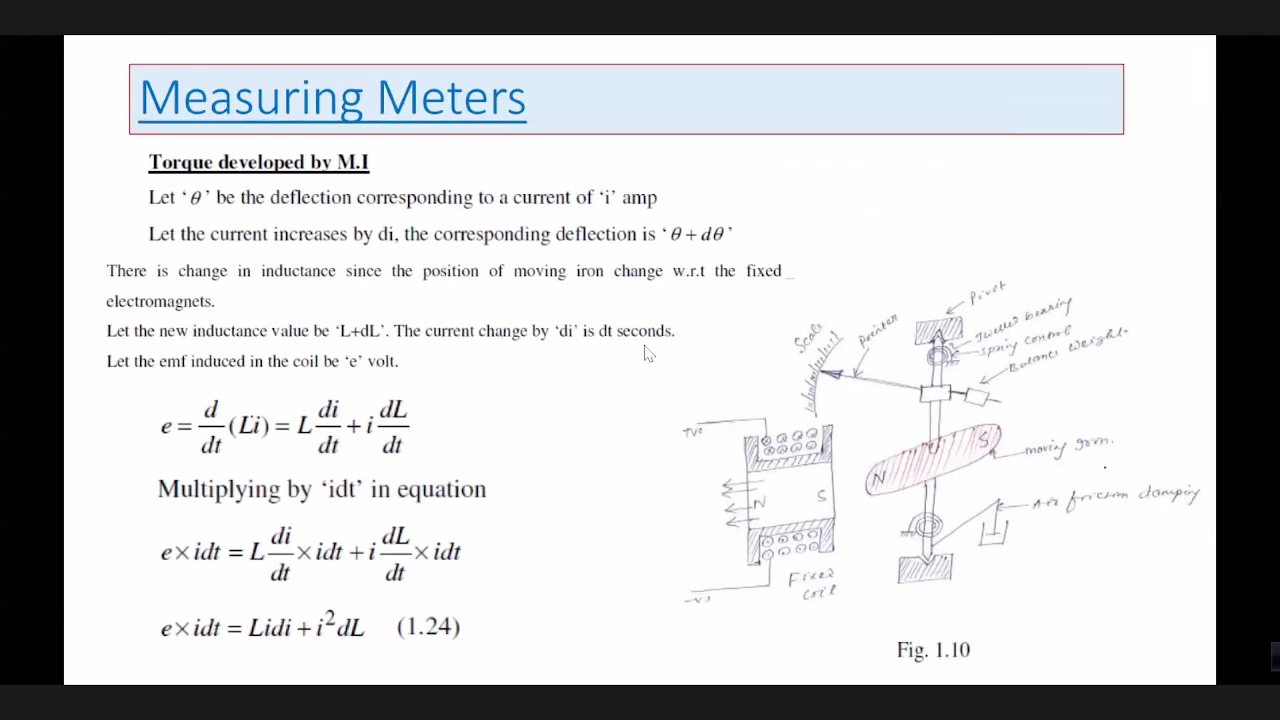 Measuring Meters
Torque developed by M.I
Let ‘θ’ be the deflection corresponding to a current of ‘i’ amp
Let the current increases by di, the corresponding deflection is ‘θ + dθ’
There is change in inductance since the position of moving iron change w.r.t the fixed
electromagnets.
Let the new inductance value be ‘L+dL’. The current change by ‘di’ is dt seconds.
Let the emf induced in the coil be ‘e’ volt.
e = d/dt (Li) = L di/dt + i dL/dt
Multiplying by ‘idt’ in equation
e × idt = L di/dt × idt + i dL/dt × idt
e × idt = Lidi + i²dL (1.24)
Pivot
Jweller bearing
Spring control
Balance weight
Scale
Pointer
+ve
N S
Fixed
coil
N S
moving
friction damping
Fig. 1.10